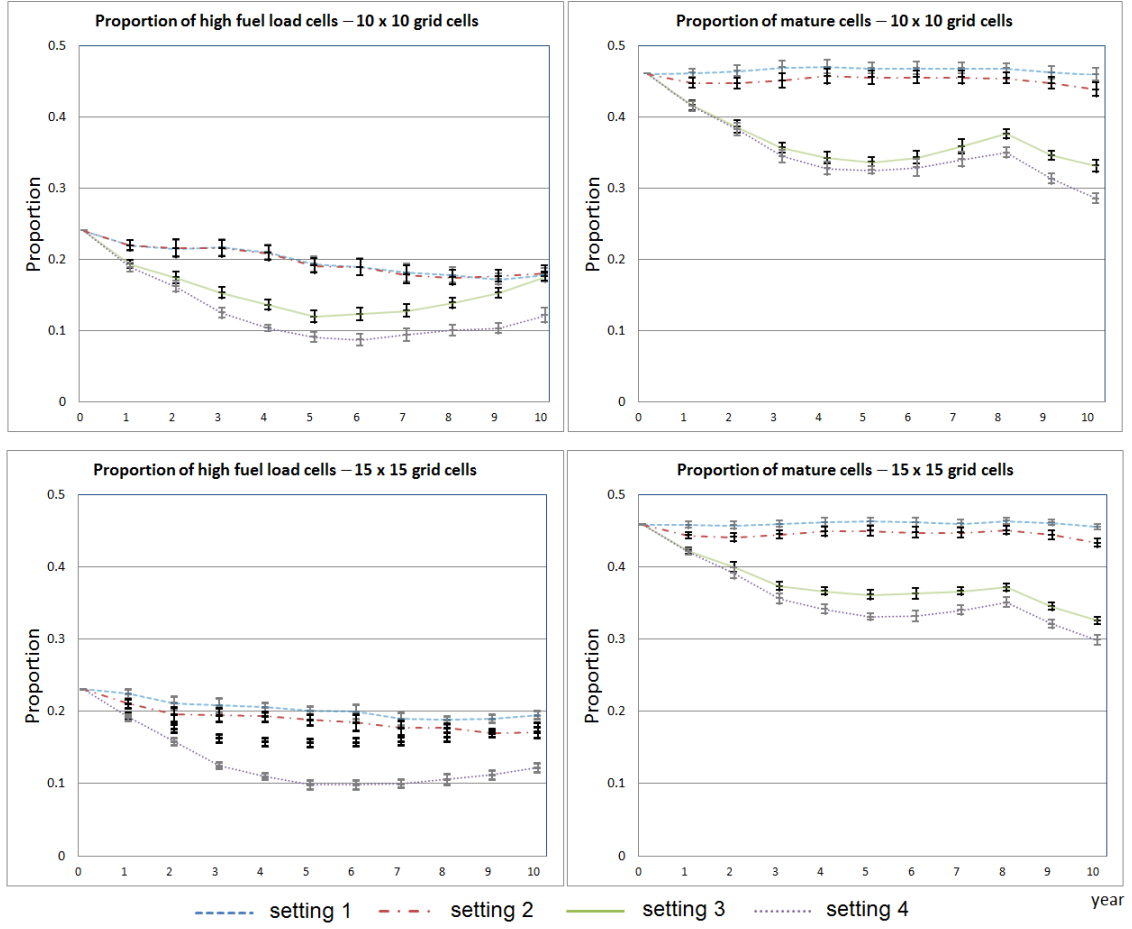 Proportion of high fuel load cells – 10 x 10 grid cells
Proportion
0.5
0.4
0.3
0.2
0.1
0
0 1 2 3 4 5 6 7 8 9 10
Proportion of mature cells – 10 x 10 grid cells
Proportion
0.5
0.4
0.3
0.2
0.1
0
0 1 2 3 4 5 6 7 8 9 10
Proportion of high fuel load cells – 15 x 15 grid cells
Proportion
0.5
0.4
0.3
0.2
0.1
0
0 1 2 3 4 5 6 7 8 9 10
Proportion of mature cells – 15 x 15 grid cells
Proportion
0.5
0.4
0.3
0.2
0.1
0
0 1 2 3 4 5 6 7 8 9 10
year
setting 1 setting 2 setting 3 setting 4